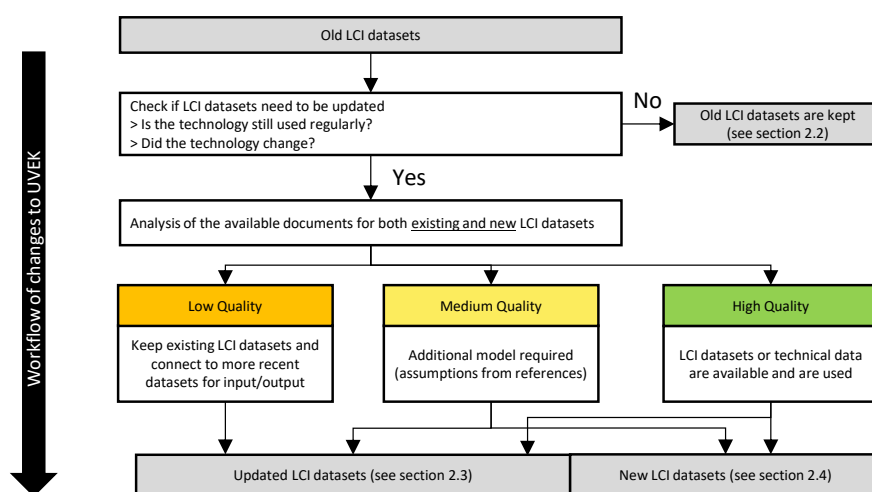 Old LCI datasets
Check if LCI datasets need to be updated
> Is the technology still used regularly?
> Did the technology change?
No
Old LCI datasets are kept
(see section 2.2)
Yes
Analysis of the available documents for both existing and new LCI datasets
Low Quality
Keep existing LCI datasets and
connect to more recent
datasets for input/output
Medium Quality
Additional model required
(assumptions from references)
High Quality
LCI datasets or technical data
are available and are used
Updated LCI datasets (see section 2.3)
New LCI datasets (see section 2.4)
Workflow of changes to UVEK